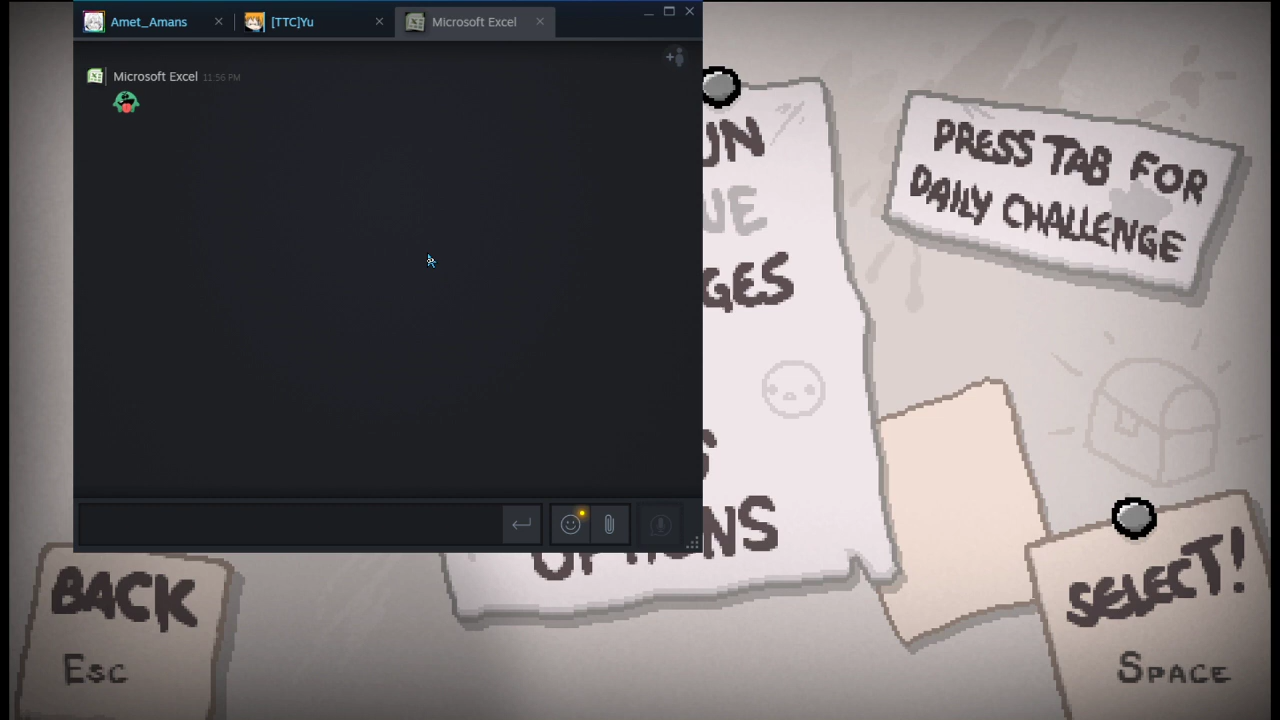 Amet_Amans
[TTC]Yu
Microsoft Excel
Microsoft Excel 11:56 PM
PRESS TAB FOR
DAILY CHALLENGE
OPTIONS
BACK
Esc
SELECT!
SPACE